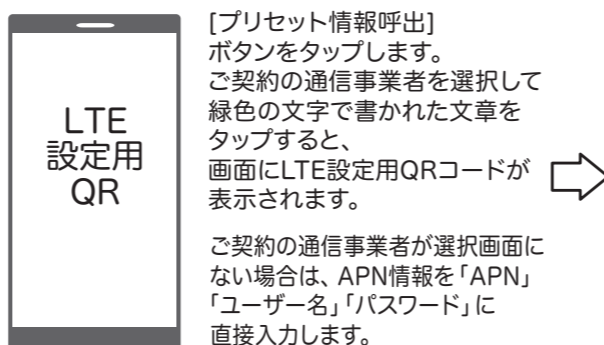 LTE
設定用
QR
[プリセット情報呼出]
ボタンをタップします。
ご契約の通信事業者を選択して
緑色の文字で書かれた文章を
タップすると、
画面にLTE設定用QRコードが
表示されます。
ご契約の通信事業者が選択画面に
ない場合は、APN情報を「APN」
「ユーザー名」「パスワード」に
直接入力します。